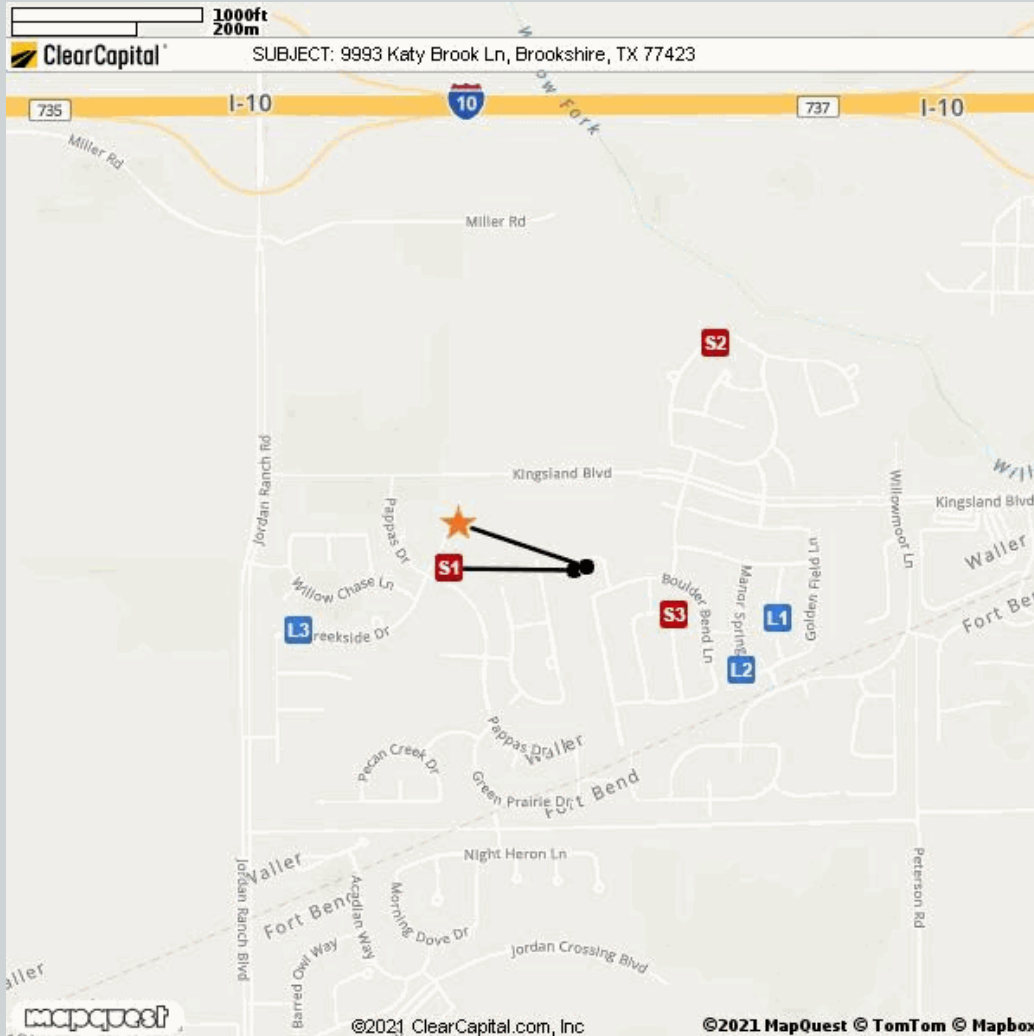 1000ft
200m
ClearCapital
SUBJECT: 9993 Katy Brook Ln, Brookshire, TX 77423
735
I-10
10
737
I-10
Miller Rd
Miller Rd
S2
Jordan Ranch Rd
Kingsland Blvd
Kingsland Blvd
Pappas Dr
Willowmoor Ln
Waller
S1
Willow Chase Ln
Boulder Bend Ln
Manor Spring
Golden Field Ln
S3
L1
L3
reekside Dr
L2
Fort Be
Pappas Dr
Waller
Pecan Creek Dr
Green Prairie Dr
Fort Bend
Night Heron Ln
Waller
Fort Bend
Jordan Ranch Blvd
Acadian Way
Morning Dove Dr
Peterson Rd
Barred Owl Way
Jordan Crossing Blvd
aller
mapquest
©2021 ClearCapital.com, Inc
©2021 MapQuest © TomTom © Mapbo